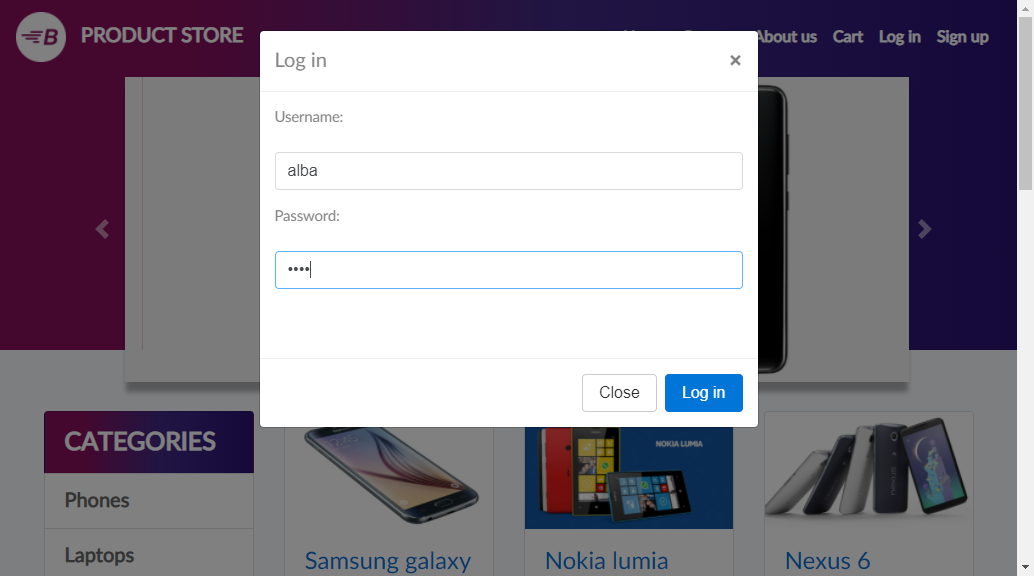 PRODUCT STORE
About us
Cart
Log in
Sign up
Log in
×
Username:
alba
Password:
••••
Close
Log in
CATEGORIES
Phones
Laptops
NOKIA LUMIA
Samsung galaxy
Nokia lumia
Nexus 6